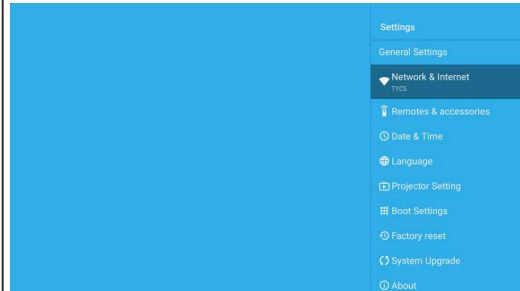 Settings
General Settings
Network & Internet
TYCS
Remotes & accessories
Date & Time
Language
Projector Setting
Boot Settings
Factory reset
System Upgrade
About